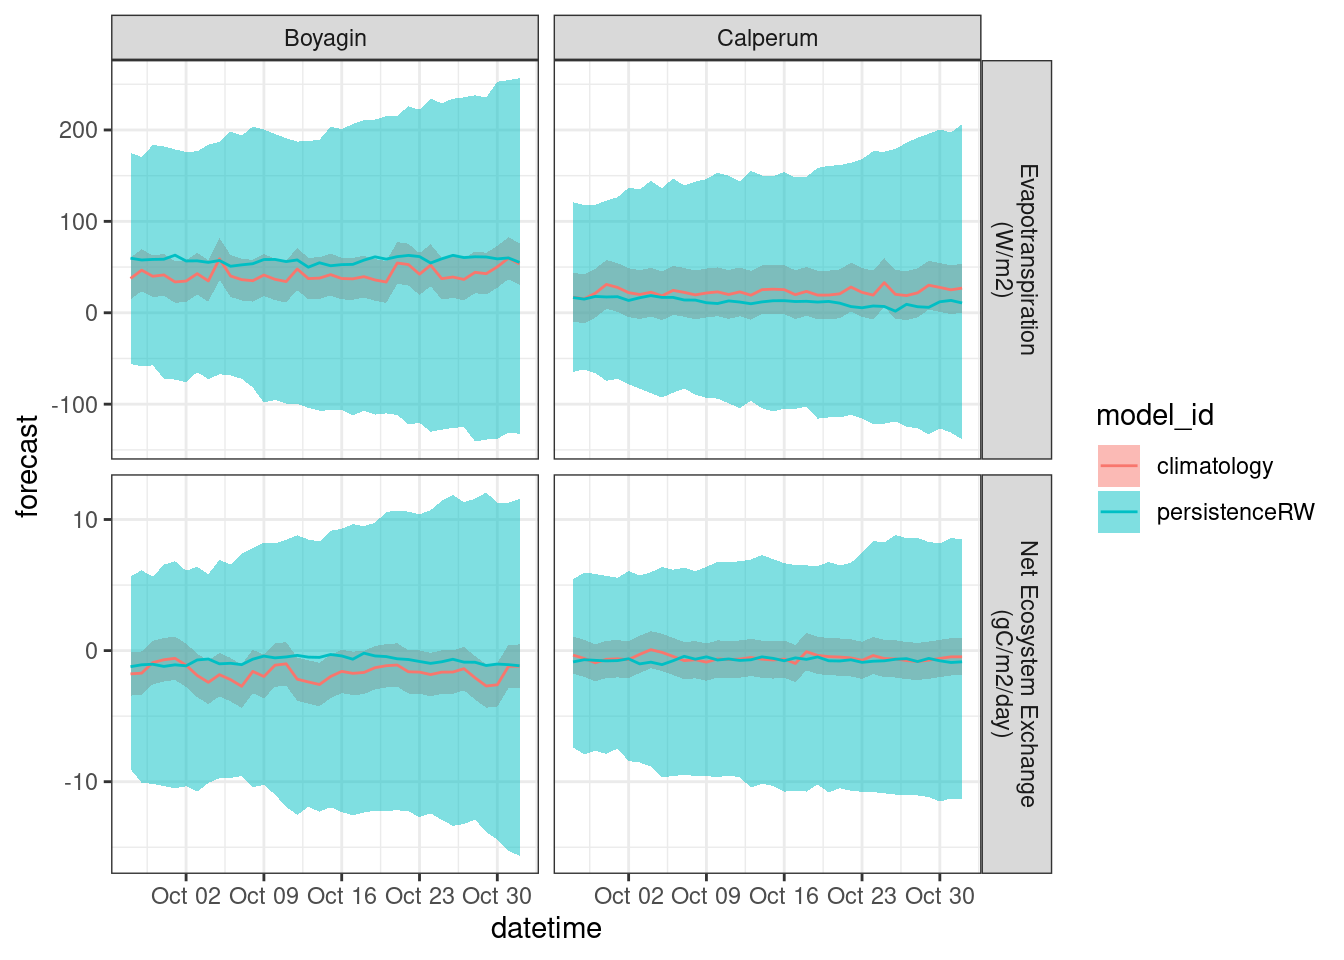 Boyagin
Calperum
200
100
0
-100
Evapotranspiration
(W/m2)
10
0
-10
Net Ecosystem Exchange
(gC/m2/day)
forecast
Oct 02 Oct 09 Oct 16 Oct 23 Oct 30
Oct 02 Oct 09 Oct 16 Oct 23 Oct 30
datetime
model_id
climatology
persistenceRW